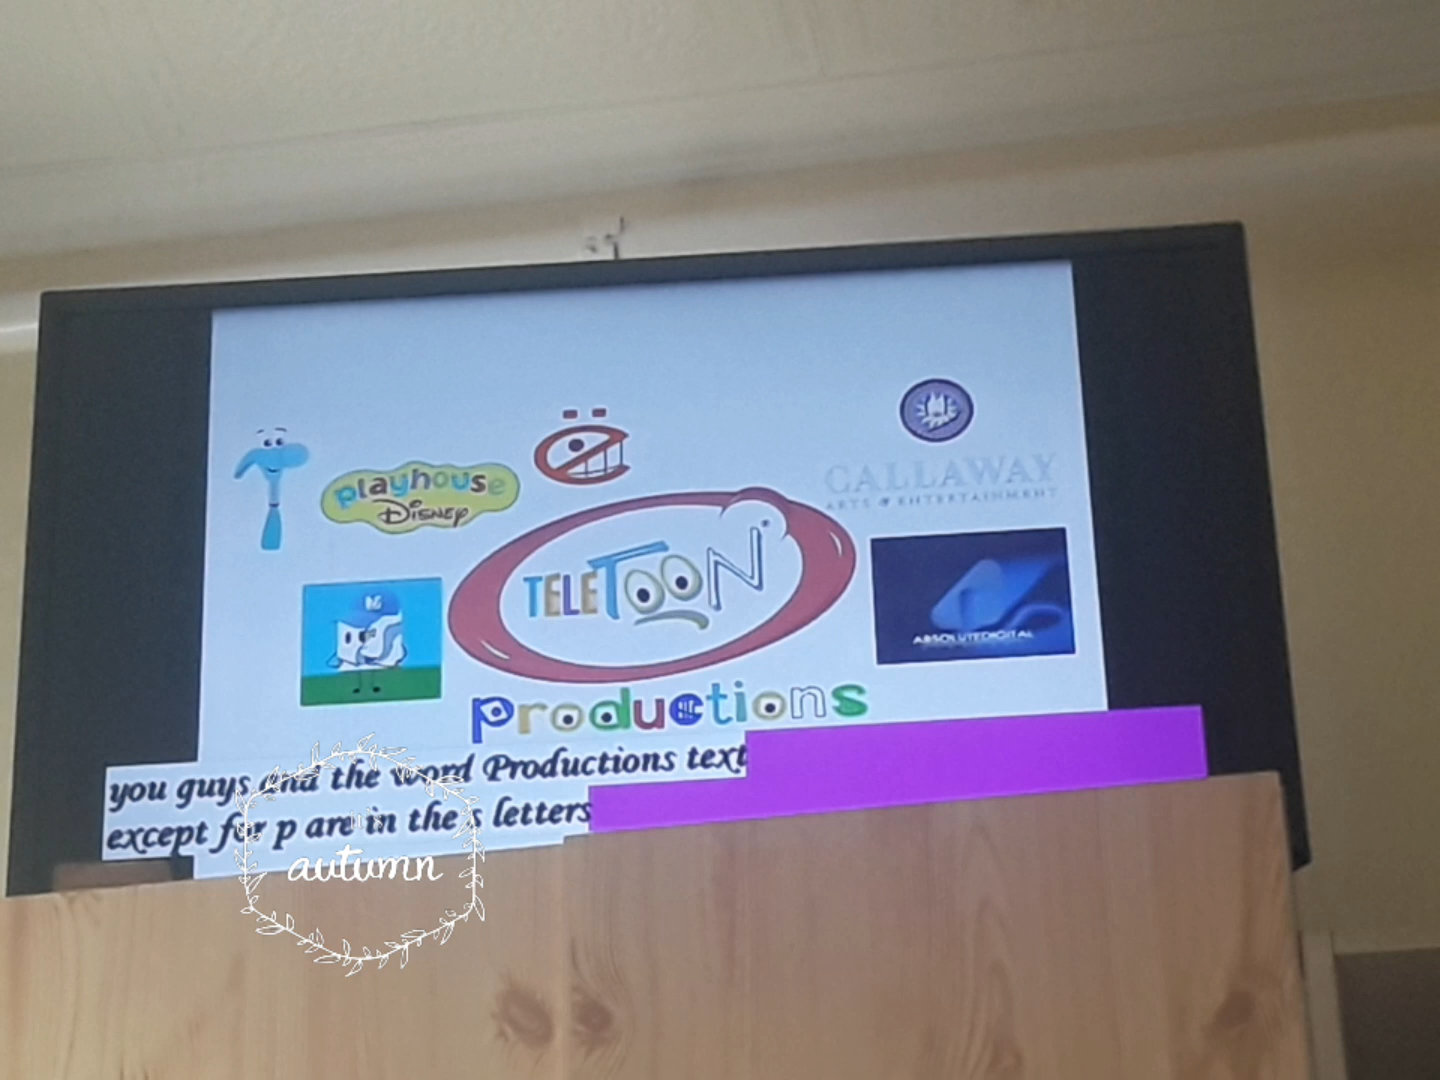 playhouse
Disney
CALLAWAY
ARTS & ENTERTAINMENT
TELETOON
ABSOLUTEDIGITAL
productions
you guys and the word Productions text
except for p are in the s letters
autumn